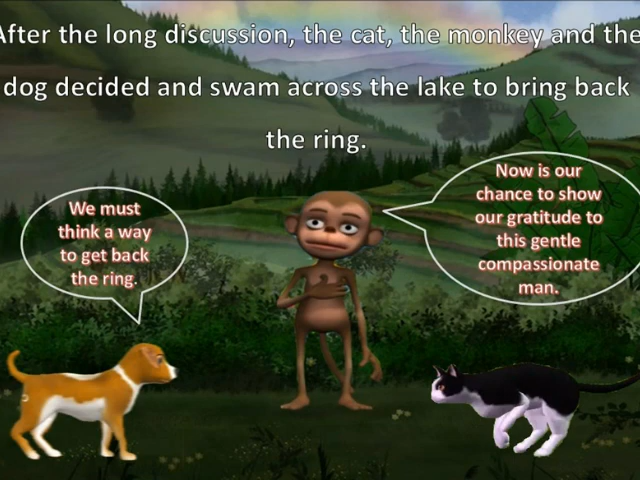 After the long discussion, the cat, the monkey and the
dog decided and swam across the lake to bring back
the ring.
We must
think a way
to get back
the ring.
Now is our
chance to show
our gratitude to
this gentle
compassionate
man.